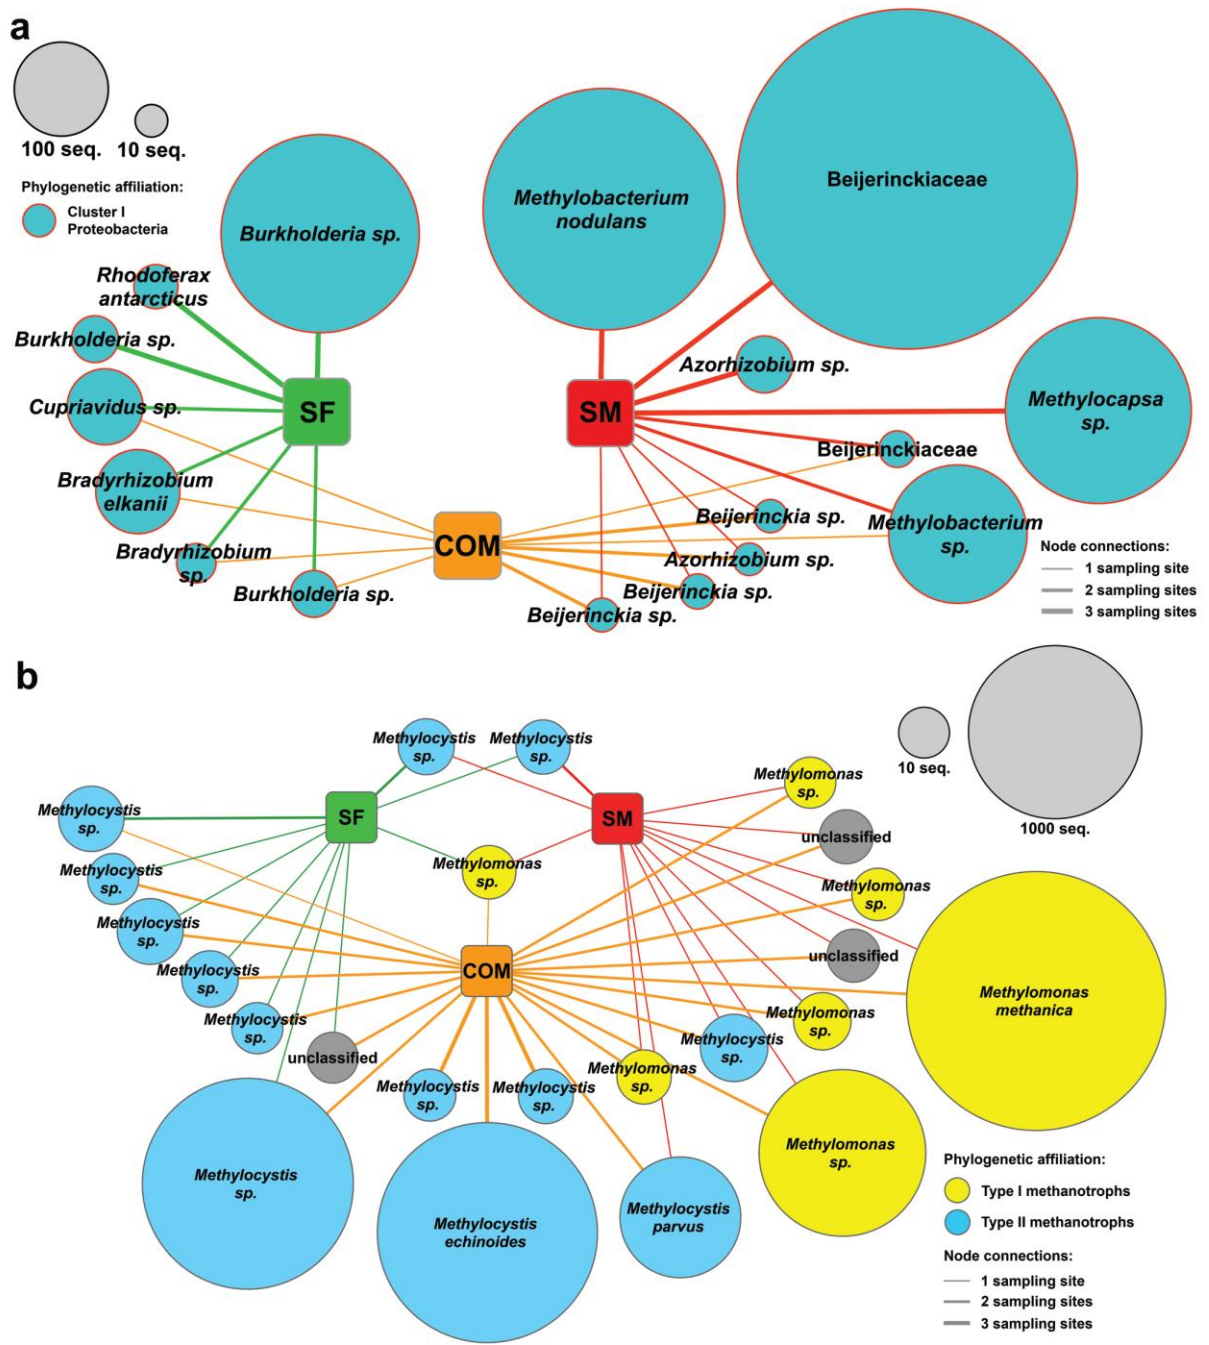 a
100 seq.
10 seq.
Phylogenetic affiliation:
Cluster I
Proteobacteria
Burkholderia sp.
Methylobacterium
nodulans
Beijerinckiaceae
Rhodoferax
antarcticus
Burkholderia sp.
Cupriavidus sp.
SF
SM
Azorhizobium sp.
Methylocapsa
sp.
Beijerinckiaceae
Bradyrhizobium
elkanii
Bradyrhizobium
sp.
Burkholderia sp.
COM
Beijerinckia sp.
Methylobacterium
sp.
Azorhizobium sp.
Beijerinckia sp.
Beijerinckia sp.
Node connections:
1 sampling site
2 sampling sites
3 sampling sites
b
10 seq.
1000 seq.
Methylocystis
sp.
Methylocystis
sp.
Methylomonas
sp.
Methylocystis
sp.
SF
SM
unclassified
Methylocystis
sp.
Methylomonas
sp.
Methylomonas
sp.
Methylocystis
sp.
unclassified
Methylocystis
sp.
COM
Methylomonas
methanica
Methylocystis
sp.
Methylomonas
sp.
unclassified
Methylocystis
sp.
Methylocystis
sp.
Methylocystis
sp.
Methylomonas
sp.
Methylocystis
sp.
Methylocystis
echinoides
Methylocystis
parvus
Methylomonas
sp.
Phylogenetic affiliation:
Type I methanotrophs
Type II methanotrophs
Node connections:
1 sampling site
2 sampling sites
3 sampling sites